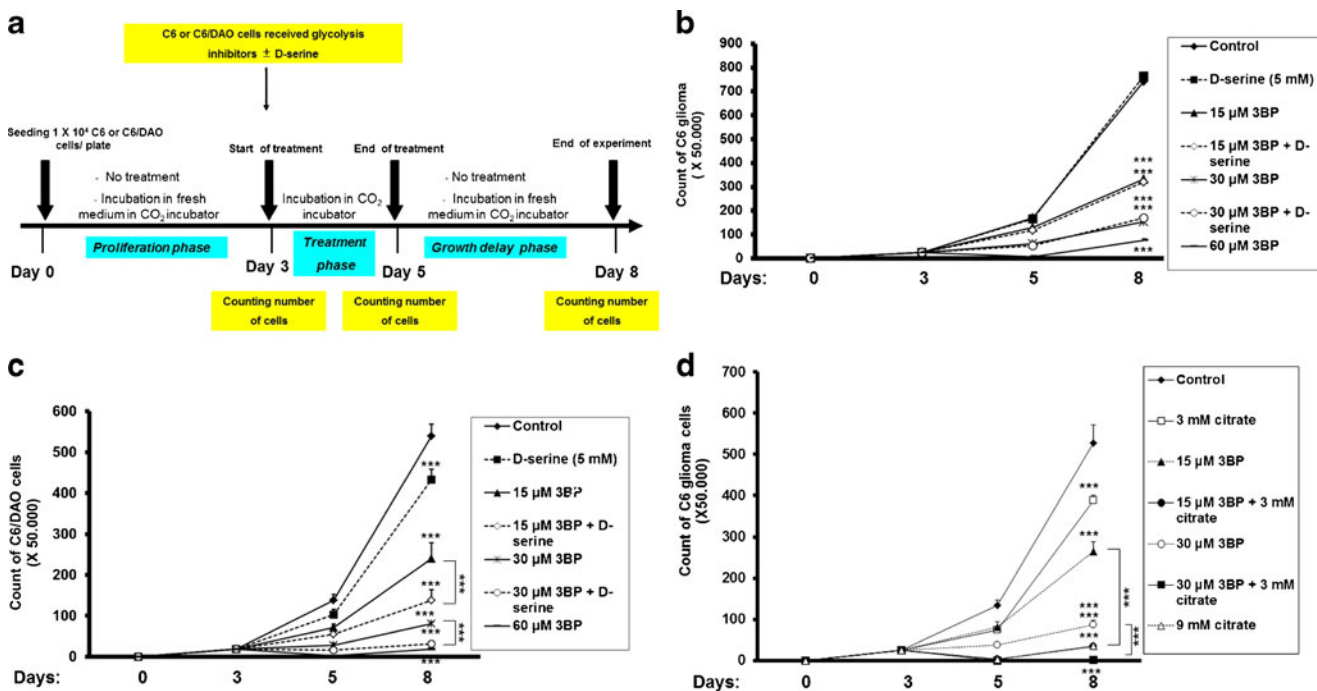 a
C6 or C6/DAO cells received glycolysis
inhibitors ± D-serine
Seeding 1 X 10⁴ C6 or C6/DAO
cells/ plate
Start of treatment
End of treatment
End of experiment
- No treatment
- Incubation in fresh
medium in CO₂ incubator
Incubation in CO₂
incubator
- No treatment
- Incubation in fresh
medium in CO₂ incubator
Proliferation phase
Treatment
phase
Growth delay phase
Day 0
Day 3
Day 5
Day 8
Counting number
of cells
Counting number
of cells
Counting number
of cells
b
Count of C6 glioma
( X 50.000)
900
800
700
600
500
400
300
200
100
0
***
***
***
***
***
Days: 0 3 5 8
Control
D-serine (5 mM)
15 µM 3BP
15 µM 3BP + D-
serine
30 µM 3BP
30 µM 3BP + D-
serine
60 µM 3BP
c
Count of C6/DAO cells
(X 50.000)
600
500
400
300
200
100
0
***
***
***
***
***
***
***
***
Days: 0 3 5 8
Control
D-serine (5 mM)
15 µM 3BP
15 µM 3BP + D-
serine
30 µM 3BP
30 µM 3BP + D-
serine
60 µM 3BP
d
Count of C6 glioma cells
(X50.000)
700
600
500
400
300
200
100
0
***
***
***
***
***
***
***
***
Days: 0 3 5 8
Control
3 mM citrate
15 µM 3BP
15 µM 3BP + 3 mM
citrate
30 µM 3BP
30 µM 3BP + 3 mM
citrate
9 mM citrate